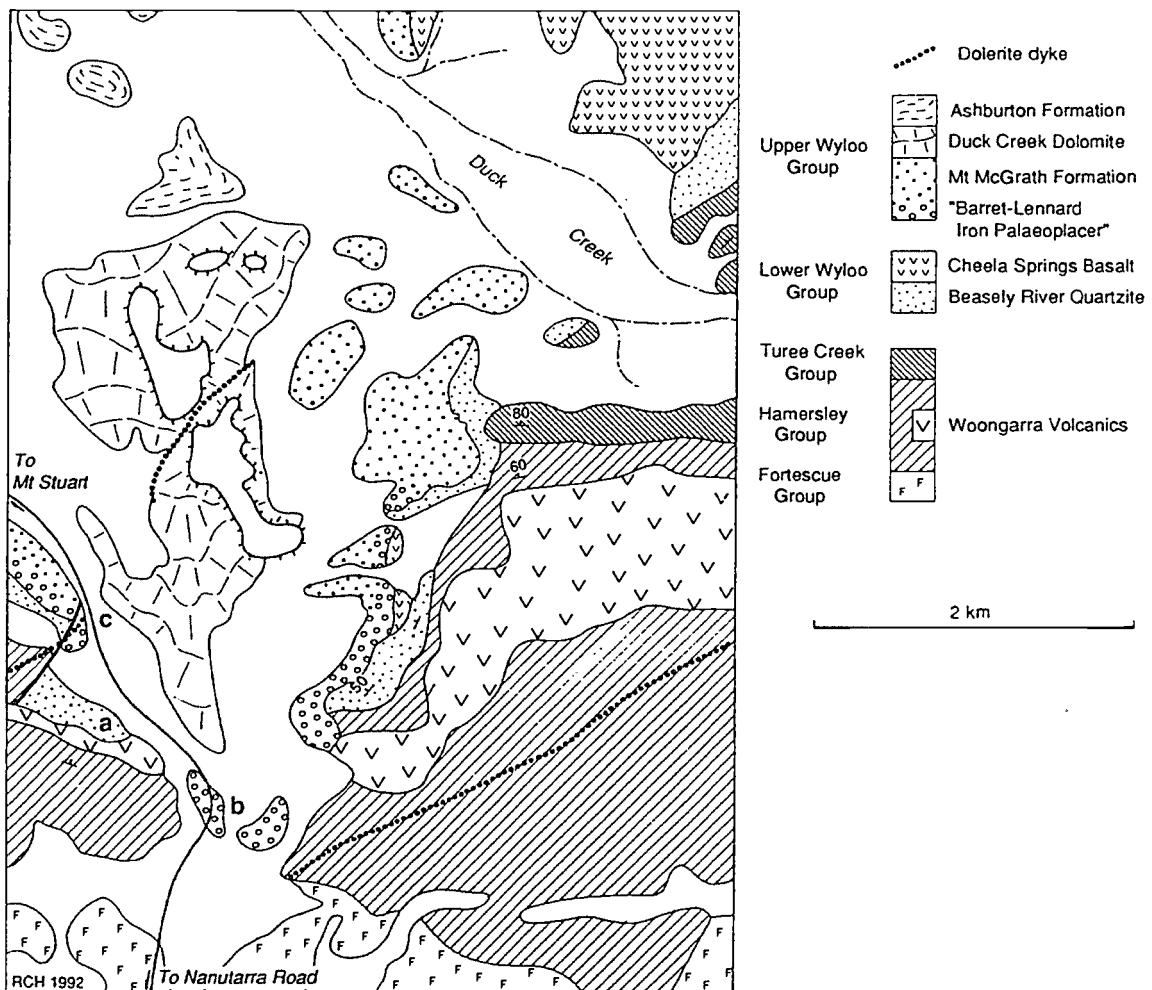 Duck
Creek
80
60
50
To
Mt Stuart
c
a
b
RCH 1992
To Nanutarra Road
Dolerite dyke
Upper Wyloo
Group
Ashburton Formation
Duck Creek Dolomite
Mt McGrath Formation
"Barret-Lennard
Iron Palaeoplacer"
Lower Wyloo
Group
Cheela Springs Basalt
Beasely River Quartzite
Turee Creek
Group
Hamersley
Group
Woongarra Volcanics
Fortescue
Group
F F
2 km